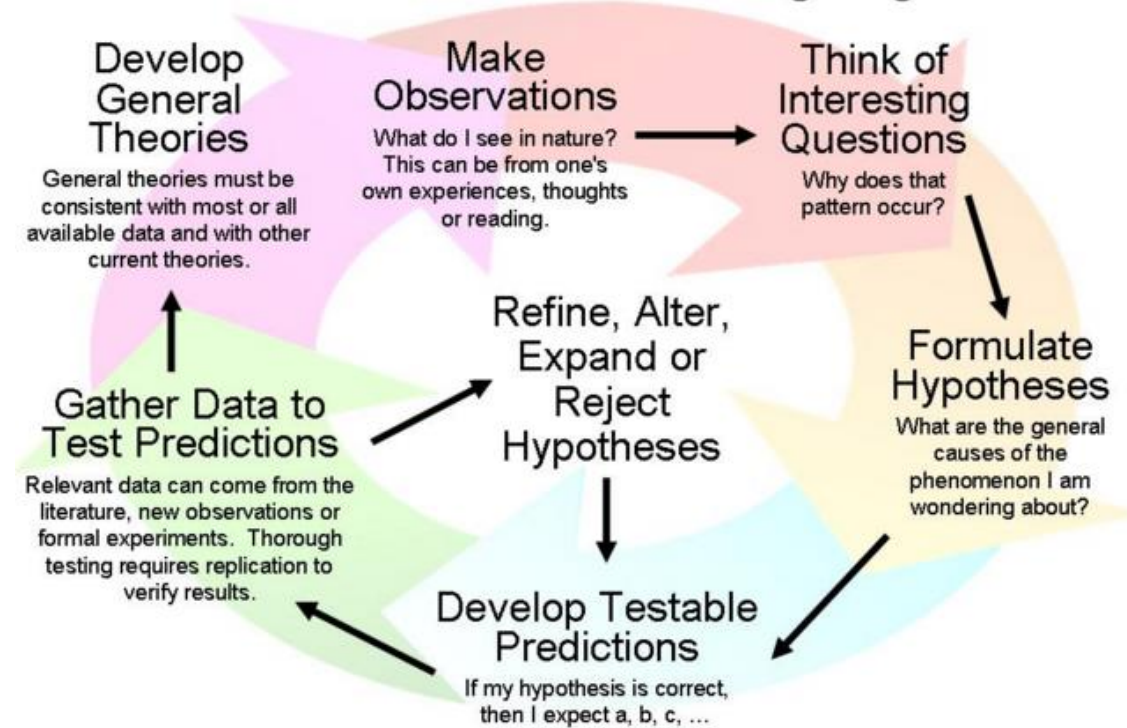 Make
Observations
What do I see in nature?
This can be from one's
own experiences, thoughts
or reading.
Think of
Interesting
Questions
Why does that
pattern occur?
Formulate
Hypotheses
What are the general
causes of the
phenomenon I am
wondering about?
Develop Testable
Predictions
If my hypothesis is correct,
then I expect a, b, c, ...
Gather Data to
Test Predictions
Relevant data can come from the
literature, new observations or
formal experiments. Thorough
testing requires replication to
verify results.
Refine, Alter,
Expand or
Reject
Hypotheses
Develop
General
Theories
General theories must be
consistent with most or all
available data and with other
current theories.